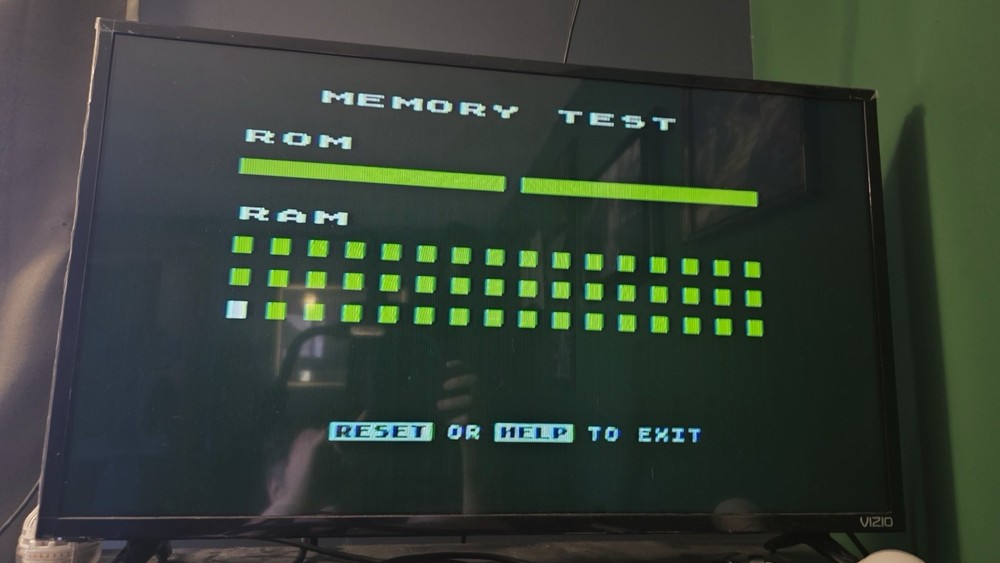 MEMORY TEST
ROM
RAM
RESET OR HELP TO EXIT
VIZIO